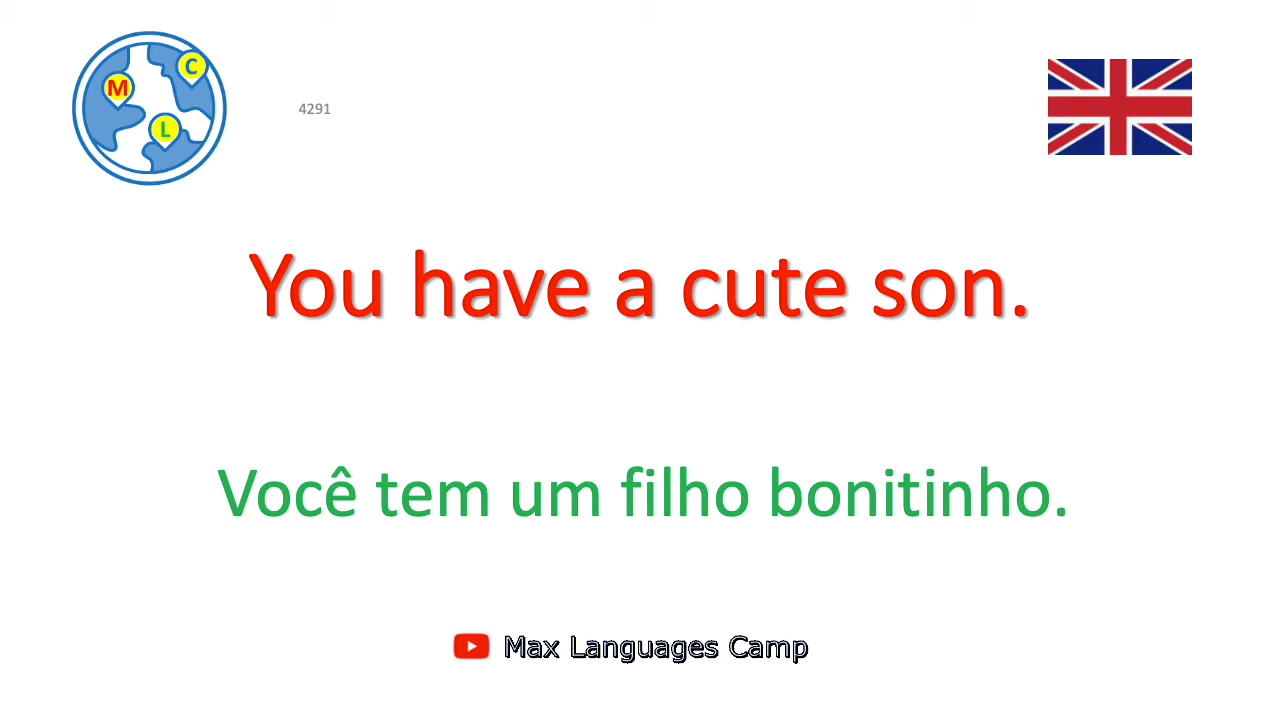 M
C
L
4291
You have a cute son.
Você tem um filho bonitinho.
Max Languages Camp